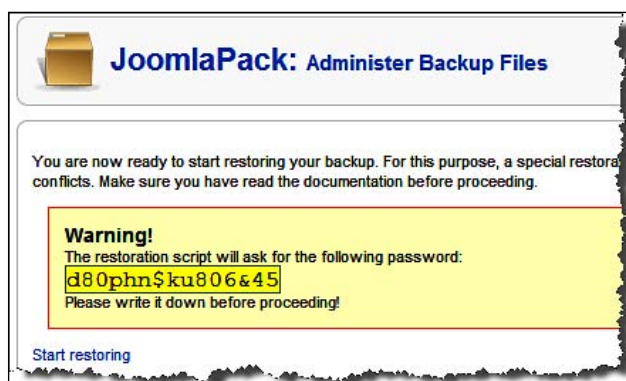 JoomlaPack: Administer Backup Files
You are now ready to start restoring your backup. For this purpose, a special
conflicts. Make sure you have read the documentation before proceeding.
Warning!
The restoration script will ask for the following password:
d80phn$ku806&45
Please write it down before proceeding!
Start restoring